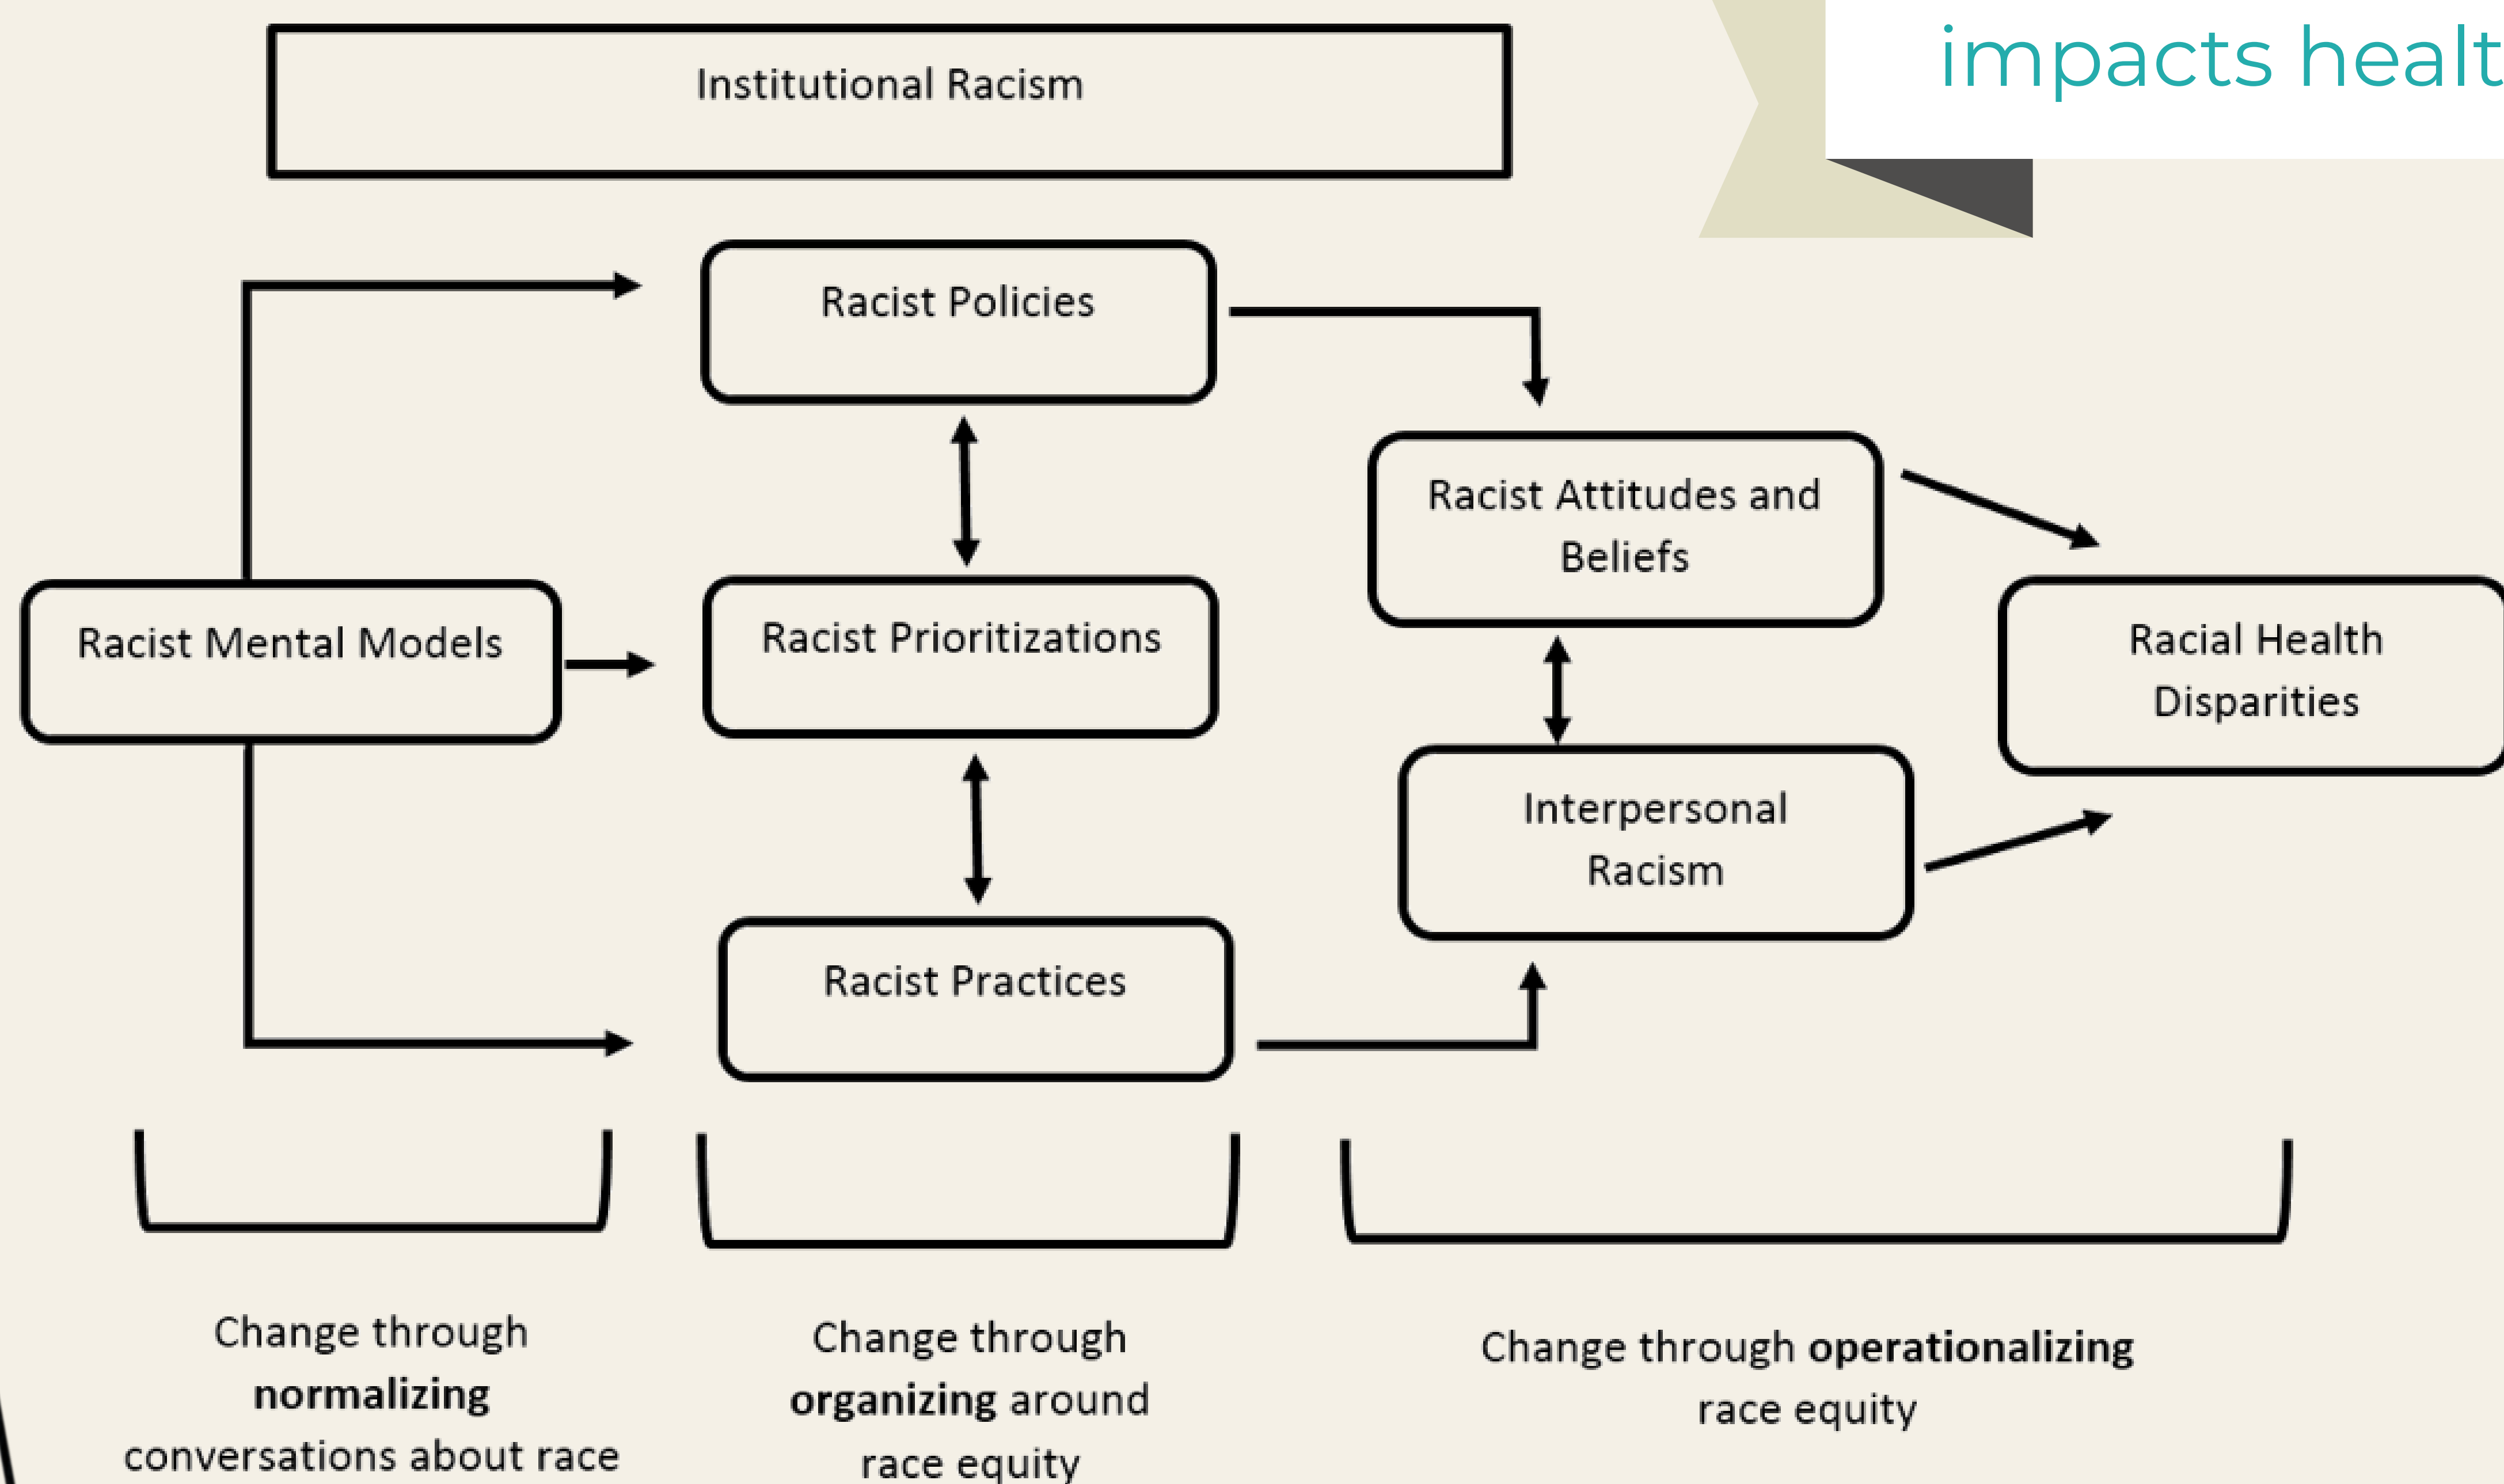 impacts healt
Institutional Racism
Racist Policies
Racist Attitudes and
Beliefs
Racist Mental Models
Racist Prioritizations
Racial Health
Disparities
Interpersonal
Racism
Racist Practices
Change through
normalizing
conversations about race
Change through
organizing around
race equity
Change through operationalizing
race equity